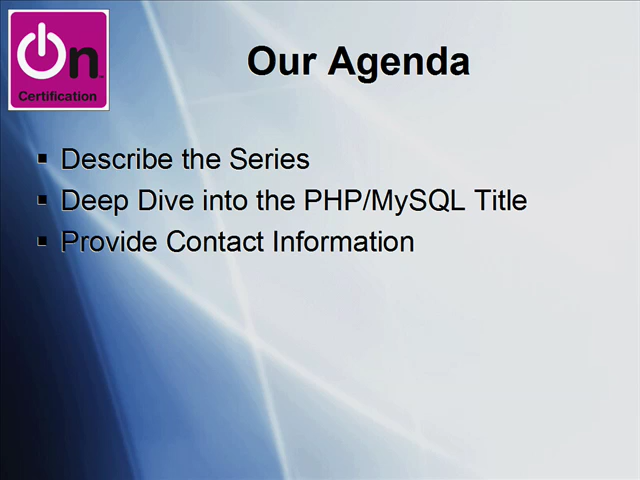 On
Certification
Our Agenda
Describe the Series
Deep Dive into the PHP/MySQL Title
Provide Contact Information